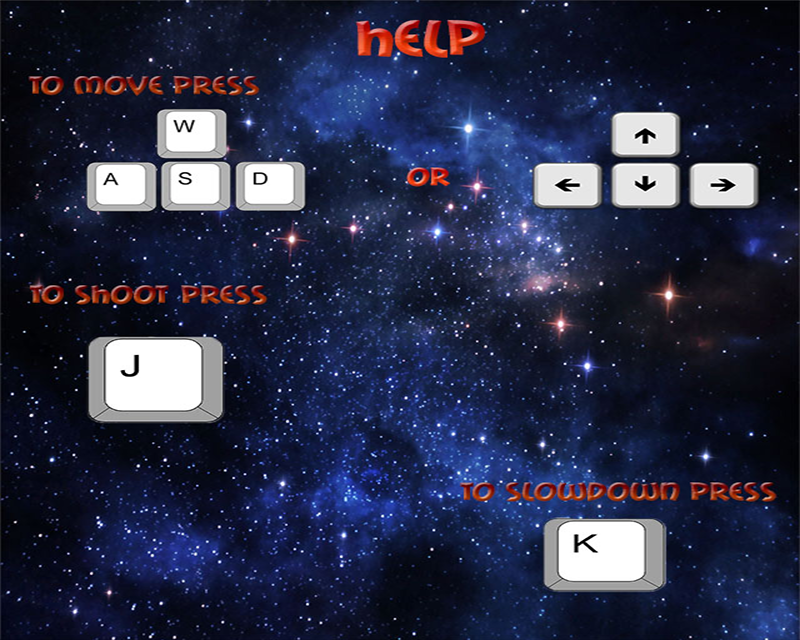 HELP
TO MOVE PRESS
W
A S D
OR
↑
← ↓ →
TO SHOOT PRESS
J
TO SLOWDOWN PRESS
K